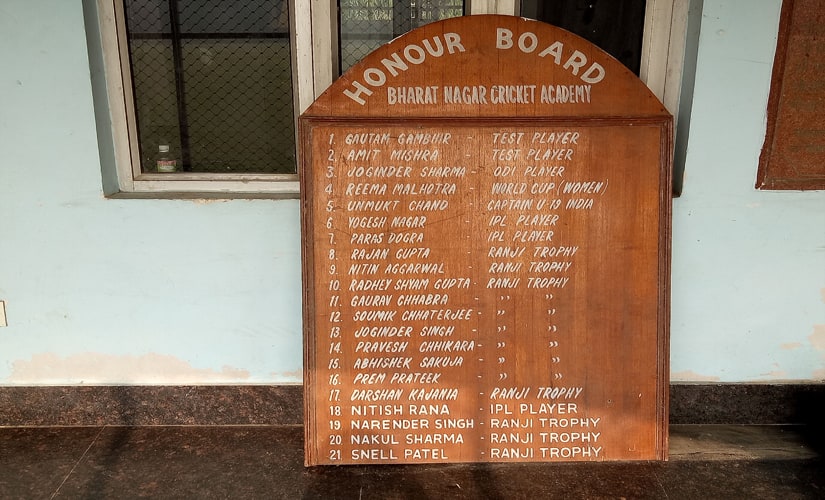 HONOUR BOARD
BHARAT NAGAR CRICKET ACADEMY
1. GAUTAM GAMBHIR - TEST PLAYER
2. AMIT MISHRA - TEST PLAYER
3. JOGINDER SHARMA - ODI PLAYER
4 REEMA MALHOTRA - WORLD CUP (WOMEN)
5 UNMUKT CHAND - CAPTAIN U-19 INDIA
6 YOGESH NAGAR - IPL PLAYER
7. PARAS DOGRA - IPL PLAYER
8 RAJAN GUPTA - RANJI TROPHY
9. NITIN AGGARWAL - RANJI TROPHY
10. RADHEY SHYAM GUPTA - RANJI TROPHY
11. GAURAV CHHABRA - " "
12. SOUMIK CHHATERJEE - " "
13. JOGINDER SINGH - " "
14. PRAVESH CHHIKARA - " "
15. ABHISHEK SAKUJA - " "
16. PREM PRATEEK - " "
17. DARSHAN KAJANIA - RANJI TROPHY
18 NITISH RANA - IPL PLAYER
19 NARENDER SINGH - RANJI TROPHY
20 NAKUL SHARMA - RANJI TROPHY
21. SNELL PATEL - RANJI TROPHY